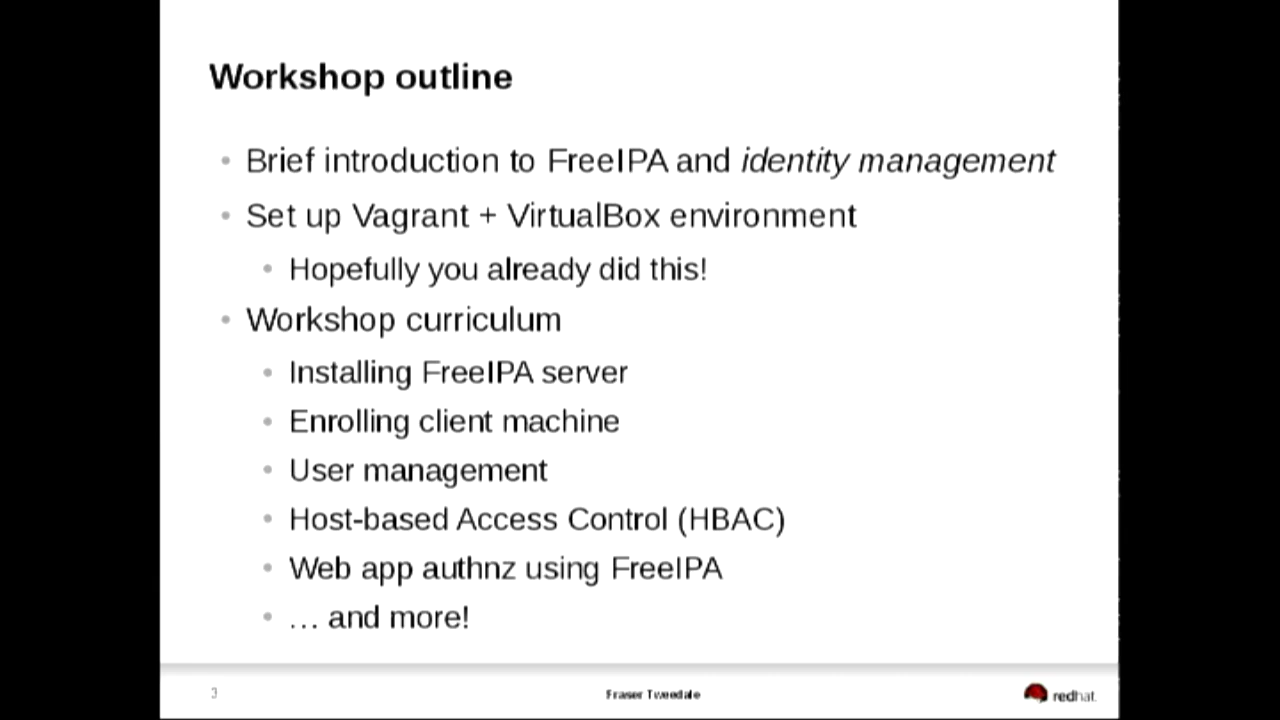 Workshop outline
• Brief introduction to FreeIPA and identity management
• Set up Vagrant + VirtualBox environment
• Hopefully you already did this!
• Workshop curriculum
• Installing FreeIPA server
• Enrolling client machine
• User management
• Host-based Access Control (HBAC)
• Web app authnz using FreeIPA
• … and more!
3
Fraser Tweedale
redhat.